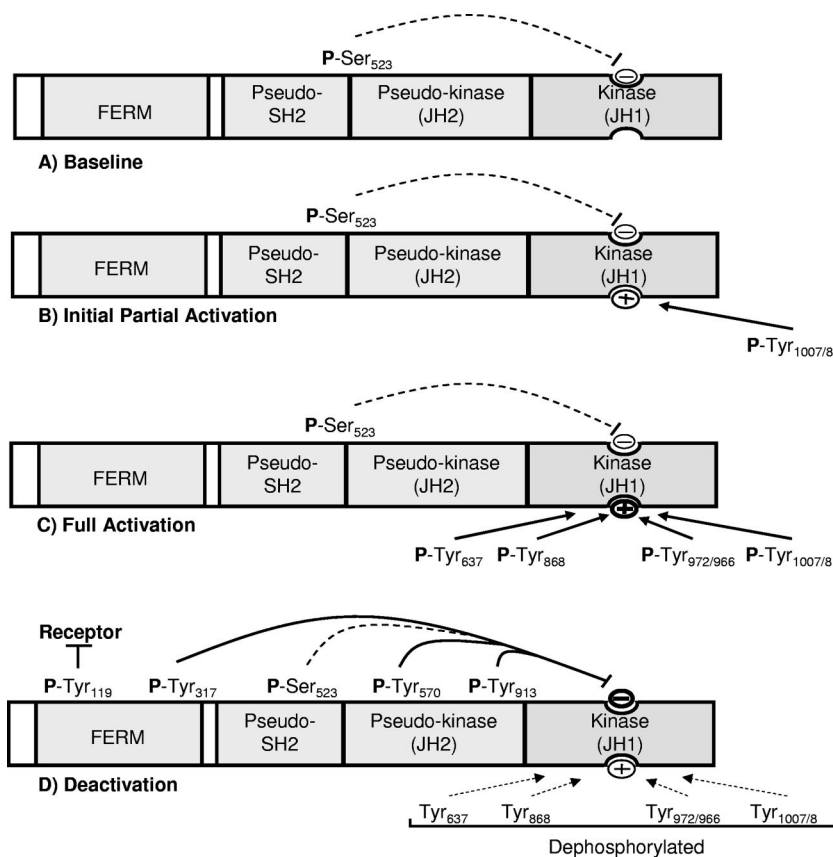 P-Ser523
FERM
Pseudo-
SH2
Pseudo-kinase
(JH2)
−
Kinase
(JH1)
A) Baseline
P-Ser523
FERM
Pseudo-
SH2
Pseudo-kinase
(JH2)
−
Kinase
(JH1)
+
B) Initial Partial Activation
P-Tyr1007/8
P-Ser523
FERM
Pseudo-
SH2
Pseudo-kinase
(JH2)
−
Kinase
(JH1)
+
C) Full Activation
P-Tyr637 P-Tyr868 P-Tyr972/966 P-Tyr1007/8
Receptor
P-Tyr119 P-Tyr317 P-Ser523 P-Tyr570 P-Tyr913
FERM
Pseudo-
SH2
Pseudo-kinase
(JH2)
−
Kinase
(JH1)
+
D) Deactivation
Tyr637 Tyr868 Tyr972/966 Tyr1007/8
Dephosphorylated